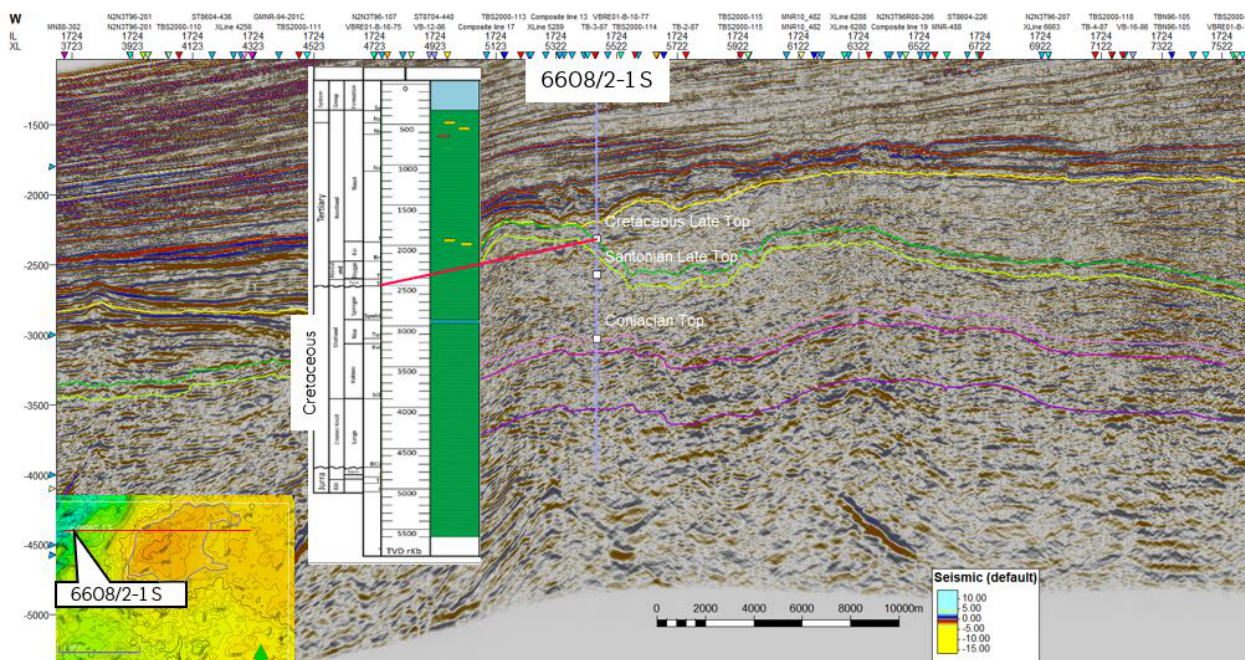 W
N2N3T96-201 ST8604-436 GMNR-94-201C N2N3T96-107 ST8704-440 TBS2000-113 Composite line 13 VBRE01-B-10-77 TBS2000-115 MNR10_482 XLine 6288 N2N3T96R00-206 ST8604-226 N2N3T96-207 TBS2000-118 TBN96-105 TBS2000-
MN88-302 N2N3T96-201 TBS2000-110 XLine 4256 TBS2000-111 VBRE01-B-16-75 VB-12-86 Composite line 17 XLine 5289 TB-3-87 TBS2000-114 TB-2-87 TBS2000-115 MNR10_482 XLine 6288 Composite line 19 MNR-488 XLine 6663 TB-4-87 VB-16-86 N2N3T96-105 VBRE01-B-
IL 1724 1724 1724 1724 1724 1724 1724 1724 1724 1724 1724 1724 1724 1724 1724 1724 1724 1724 1724
XL 3723 3923 4123 4323 4523 4723 4923 5123 5322 5522 5722 5922 6122 6322 6522 6722 6922 7122 7322 7522
6608/2-1 S
-1500
-2000
-2500
-3000
-3500
-4000
-4500
-5000
System
Group
Formation
Tertiary
Cretaceous
Jurra
0
500
1000
1500
2000
2500
3000
3500
4000
4500
5000
5500
TVD rKb
Cretaceous Late Top
Santonian Late Top
Coniacian Top
6608/2-1 S
0 2000 4000 6000 8000 10000m
Seismic (default)
10.00
5.00
0.00
-5.00
-10.00
-15.00